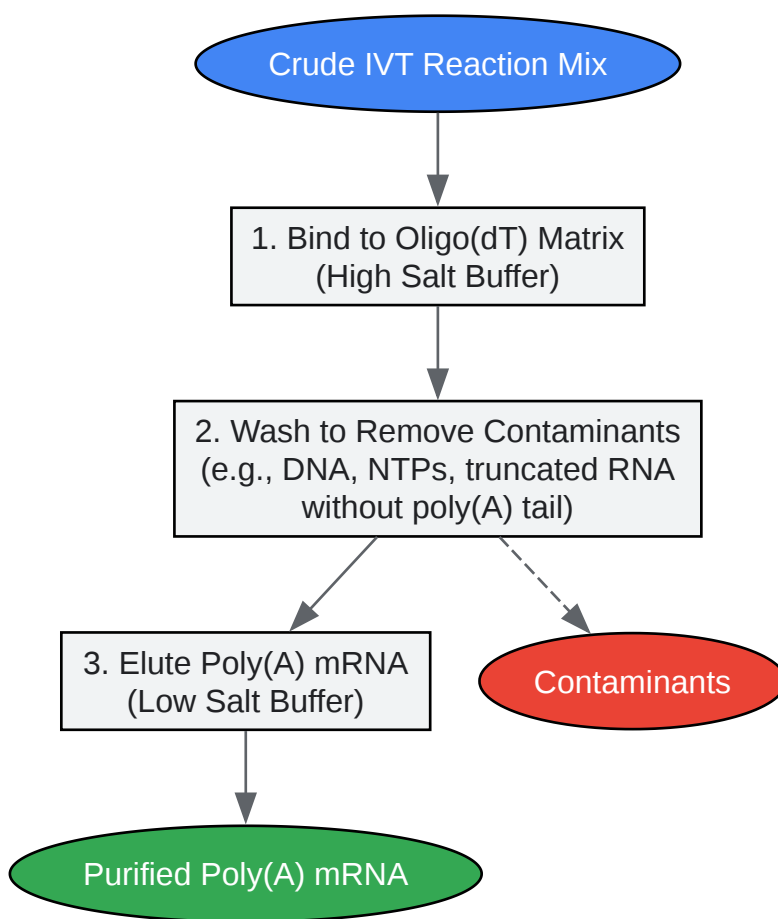 Crude IVT Reaction Mix
1. Bind to Oligo(dT) Matrix
(High Salt Buffer)
2. Wash to Remove Contaminants
(e.g., DNA, NTPs, truncated RNA
without poly(A) tail)
3. Elute Poly(A) mRNA
(Low Salt Buffer)
Contaminants
Purified Poly(A) mRNA